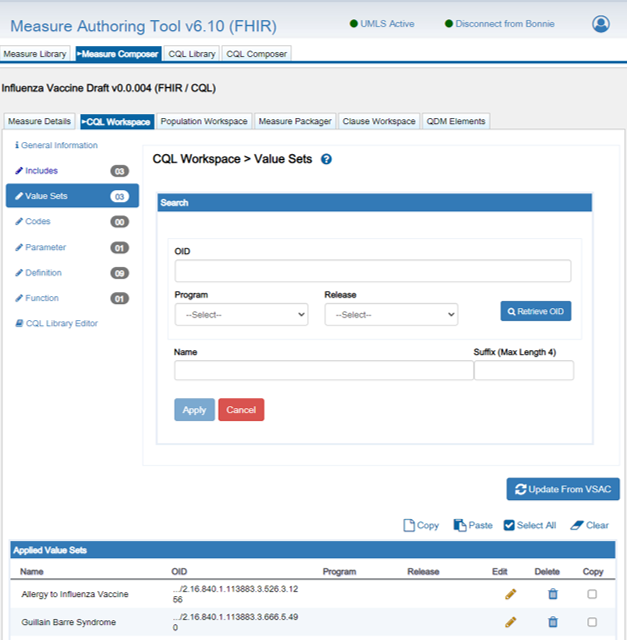 Measure Authoring Tool v6.10 (FHIR)
UMLS Active
Disconnect from Bonnie
Measure Library
Measure Composer
CQL Library
CQL Composer
Influenza Vaccine Draft v0.0.004 (FHIR / CQL)
Measure Details
CQL Workspace
Population Workspace
Measure Packager
Clause Workspace
QDM Elements
General Information
Includes 03
Value Sets 03
Codes 00
Parameter 01
Definition 09
Function 01
CQL Library Editor
CQL Workspace > Value Sets
Search
OID
Program
Release
--Select--
--Select--
Retrieve OID
Name
Suffix (Max Length 4)
Apply
Cancel
Update From VSAC
Copy
Paste
Select All
Clear
Applied Value Sets
Name OID Program Release Edit Delete Copy
Allergy to Influenza Vaccine
.../2.16.840.1.113883.3.526.3.12
56
Guillain Barre Syndrome
.../2.16.840.1.113883.3.666.5.49
0